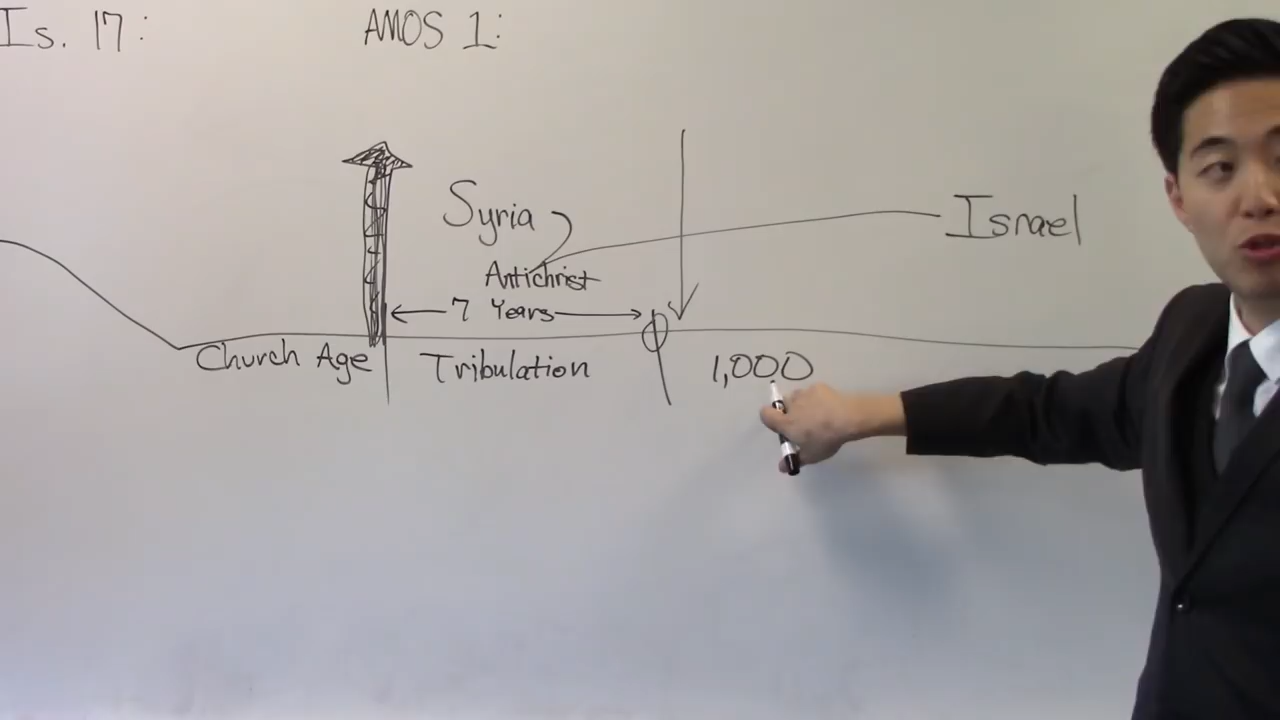 Is. 17:
AMOS 1:
Syria
Israel
Antichrist
7 Years
Church Age
Tribulation
1,000